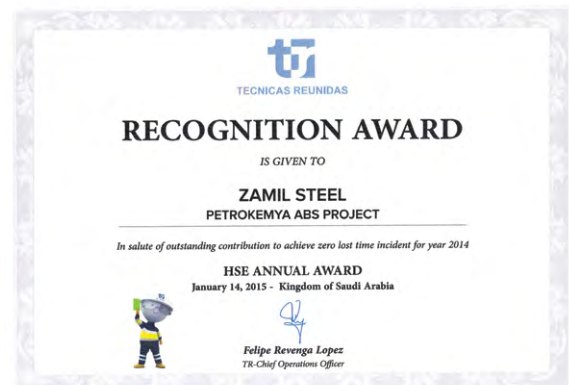 tr
TECNICAS REUNIDAS
RECOGNITION AWARD
IS GIVEN TO
ZAMIL STEEL
PETROKEMYA ABS PROJECT
In salute of outstanding contribution to achieve zero lost time incident for year 2014
HSE ANNUAL AWARD
January 14, 2015 - Kingdom of Saudi Arabia
Felipe Revenga Lopez
TR-Chief Operations Officer